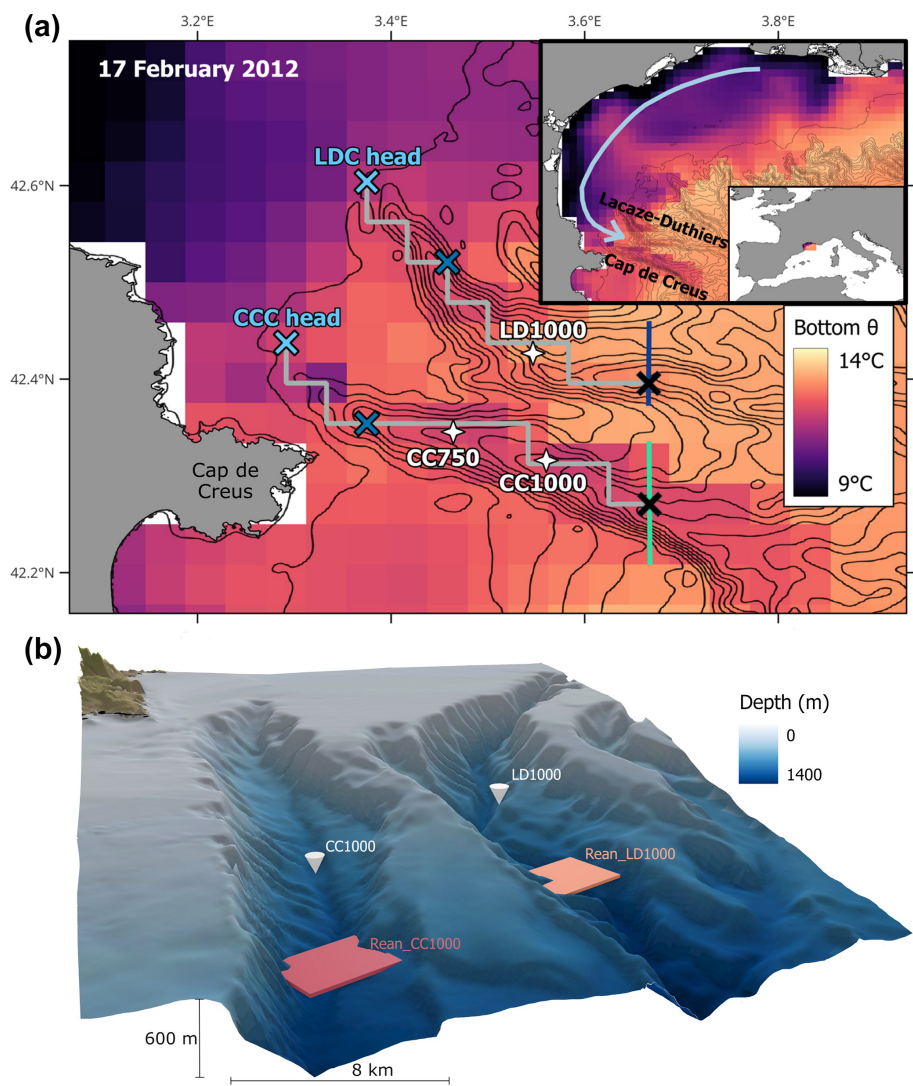 (a)
3.2°E
3.4°E
3.6°E
3.8°E
17 February 2012
42.6°N
42.4°N
42.2°N
LDC head
CCC head
LD1000
CC750
CC1000
Cap de
Creus
Lacaze-Duthiers
Cap de Creus
Bottom θ
14°C
9°C
(b)
Depth (m)
0
1400
LD1000
CC1000
Rean_LD1000
Rean_CC1000
600 m
8 km